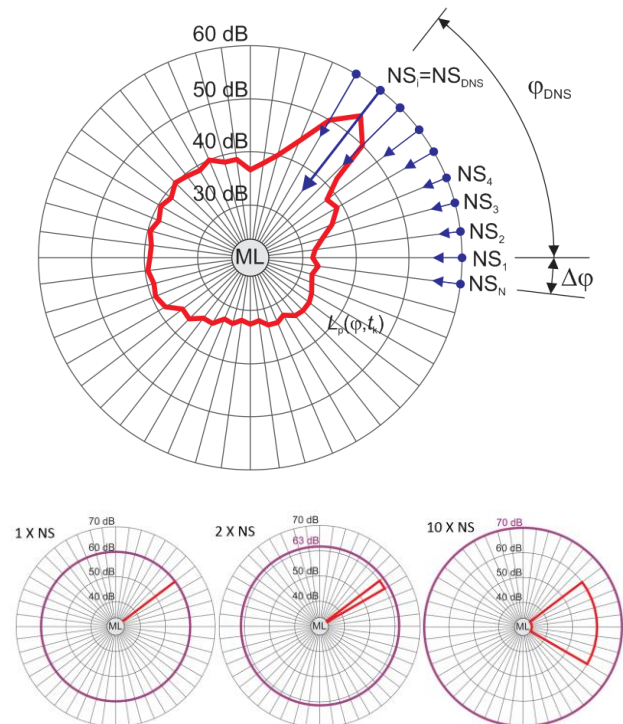 60 dB
50 dB
40 dB
30 dB
ML
NSi=NSDNS
φDNS
NS4
NS3
NS2
NS1
NSN
Δφ
Lp(φ,tk)
1 X NS
70 dB
60 dB
50 dB
40 dB
ML
2 X NS
70 dB
63 dB
60 dB
50 dB
40 dB
ML
10 X NS
70 dB
60 dB
50 dB
40 dB
ML